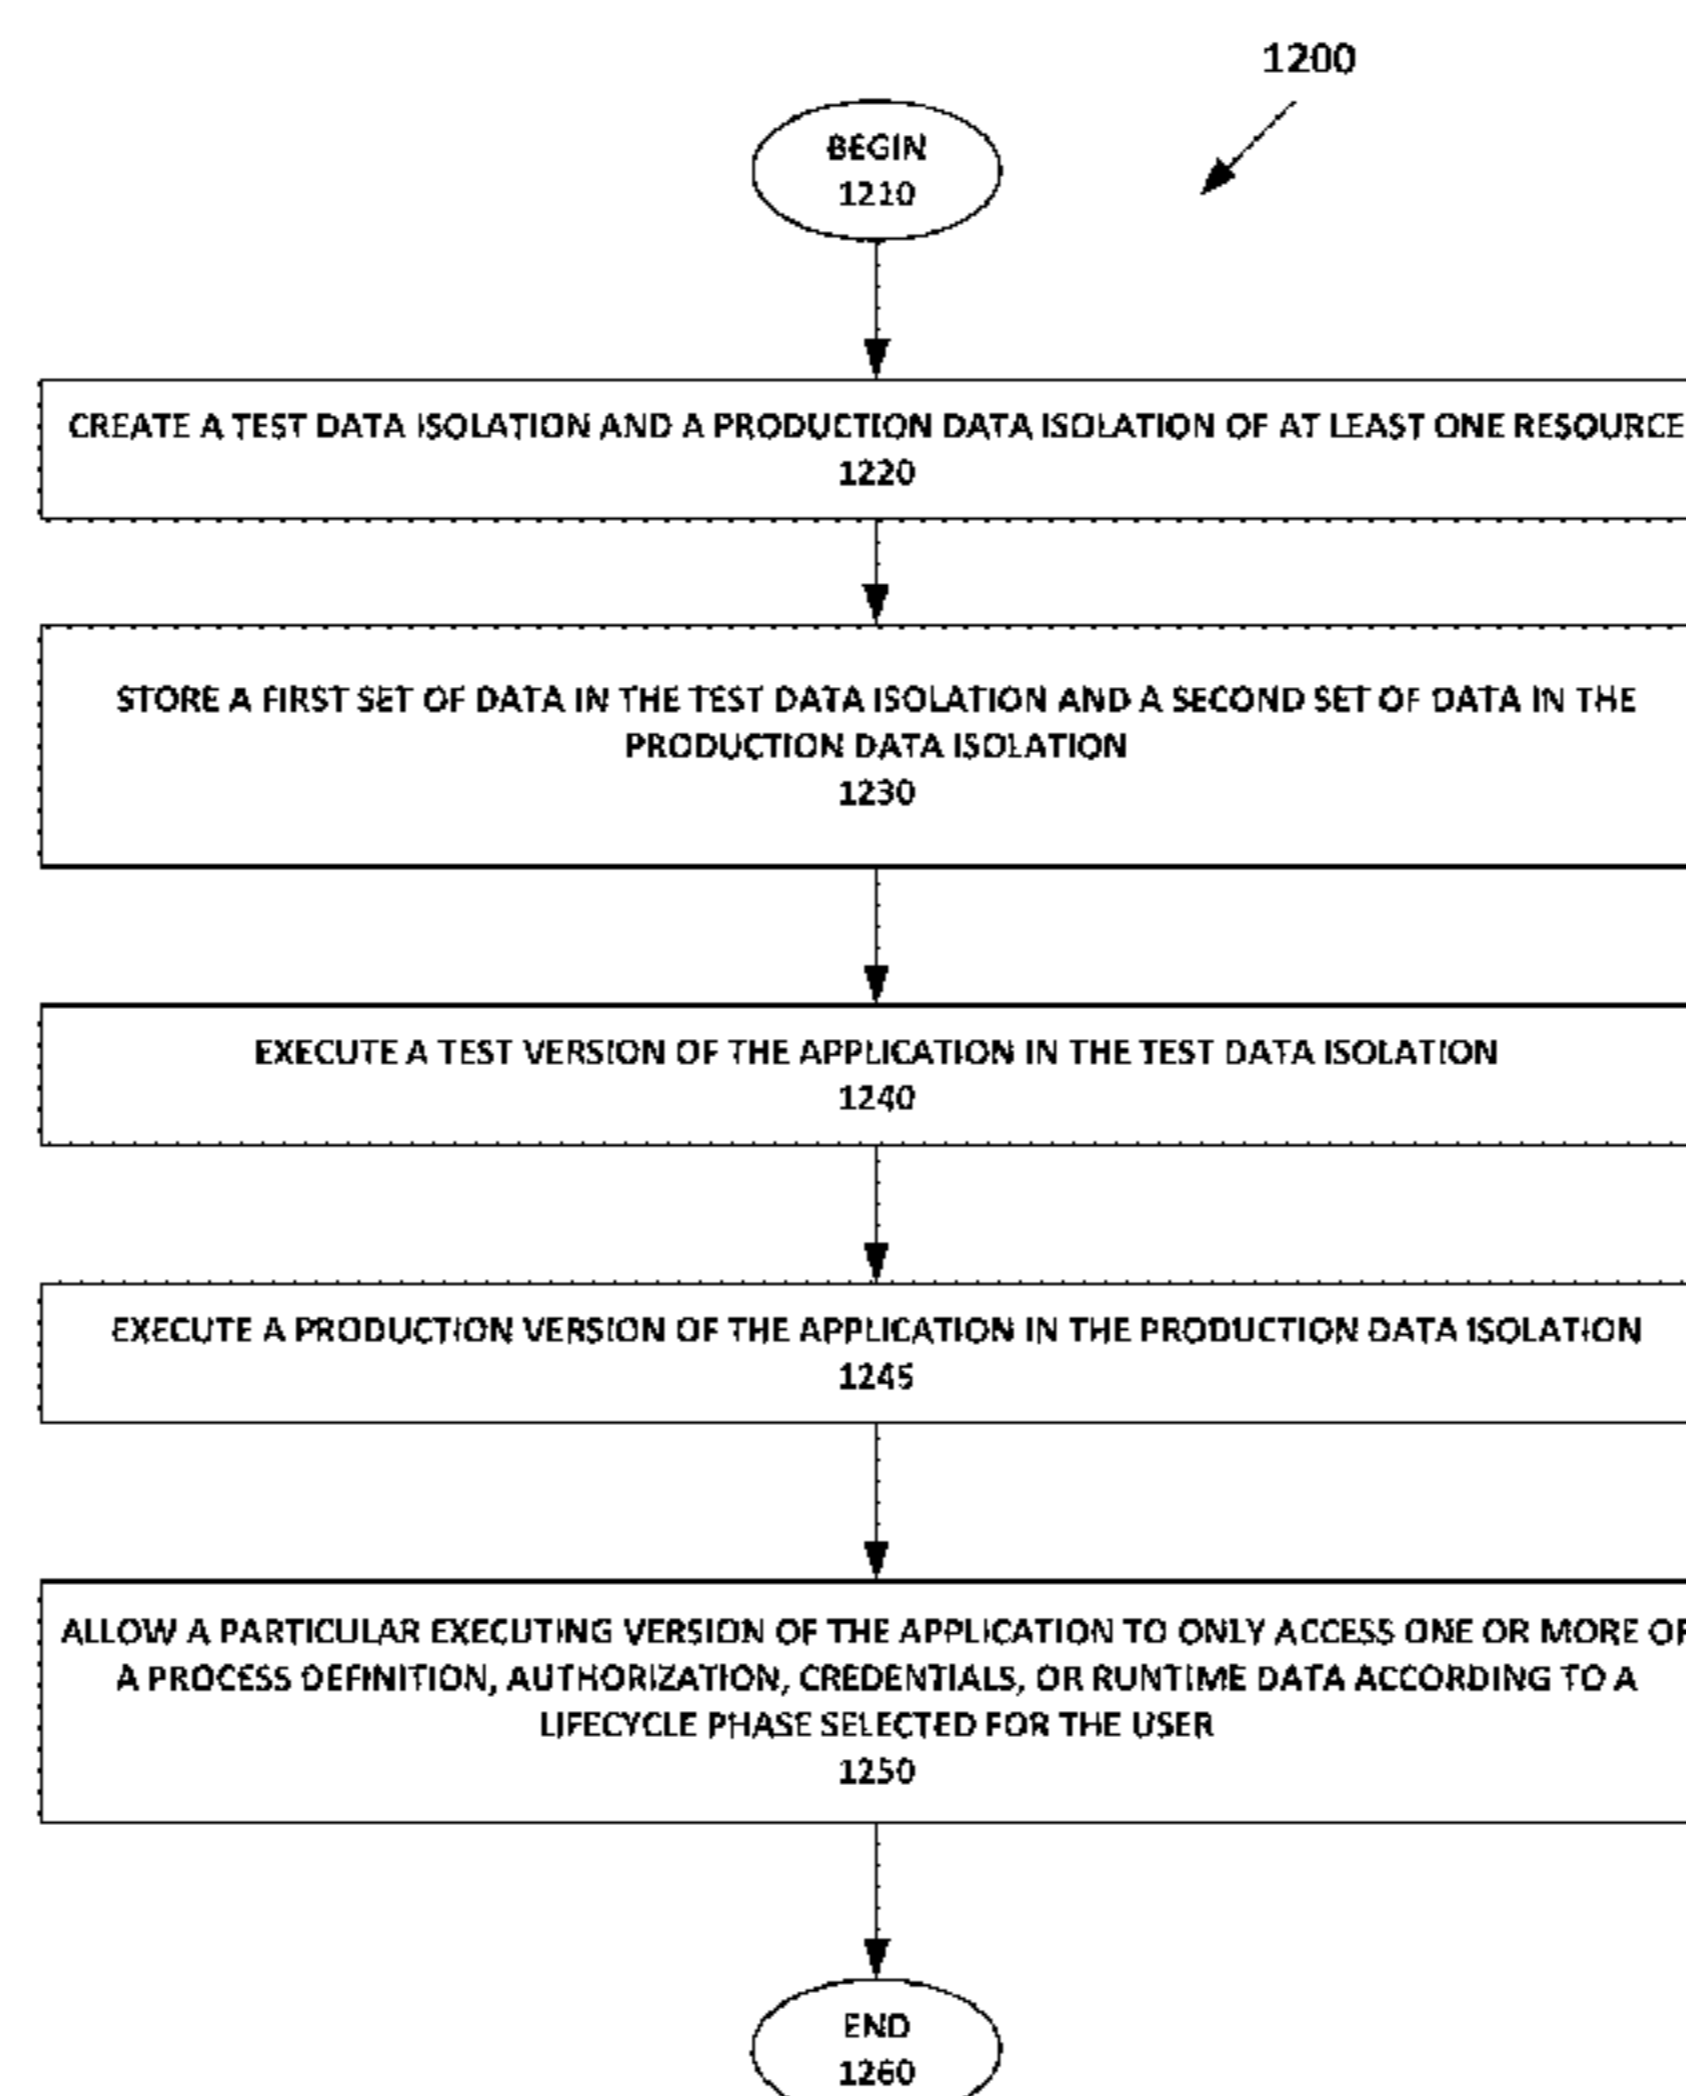 1200
BEGIN
1210
CREATE A TEST DATA ISOLATION AND A PRODUCTION DATA ISOLATION OF AT LEAST ONE RESOURCE
1220
STORE A FIRST SET OF DATA IN THE TEST DATA ISOLATION AND A SECOND SET OF DATA IN THE
PRODUCTION DATA ISOLATION
1230
EXECUTE A TEST VERSION OF THE APPLICATION IN THE TEST DATA ISOLATION
1240
EXECUTE A PRODUCTION VERSION OF THE APPLICATION IN THE PRODUCTION DATA ISOLATION
1245
ALLOW A PARTICULAR EXECUTING VERSION OF THE APPLICATION TO ONLY ACCESS ONE OR MORE OF
A PROCESS DEFINITION, AUTHORIZATION, CREDENTIALS, OR RUNTIME DATA ACCORDING TO A
LIFECYCLE PHASE SELECTED FOR THE USER
1250
END
1260